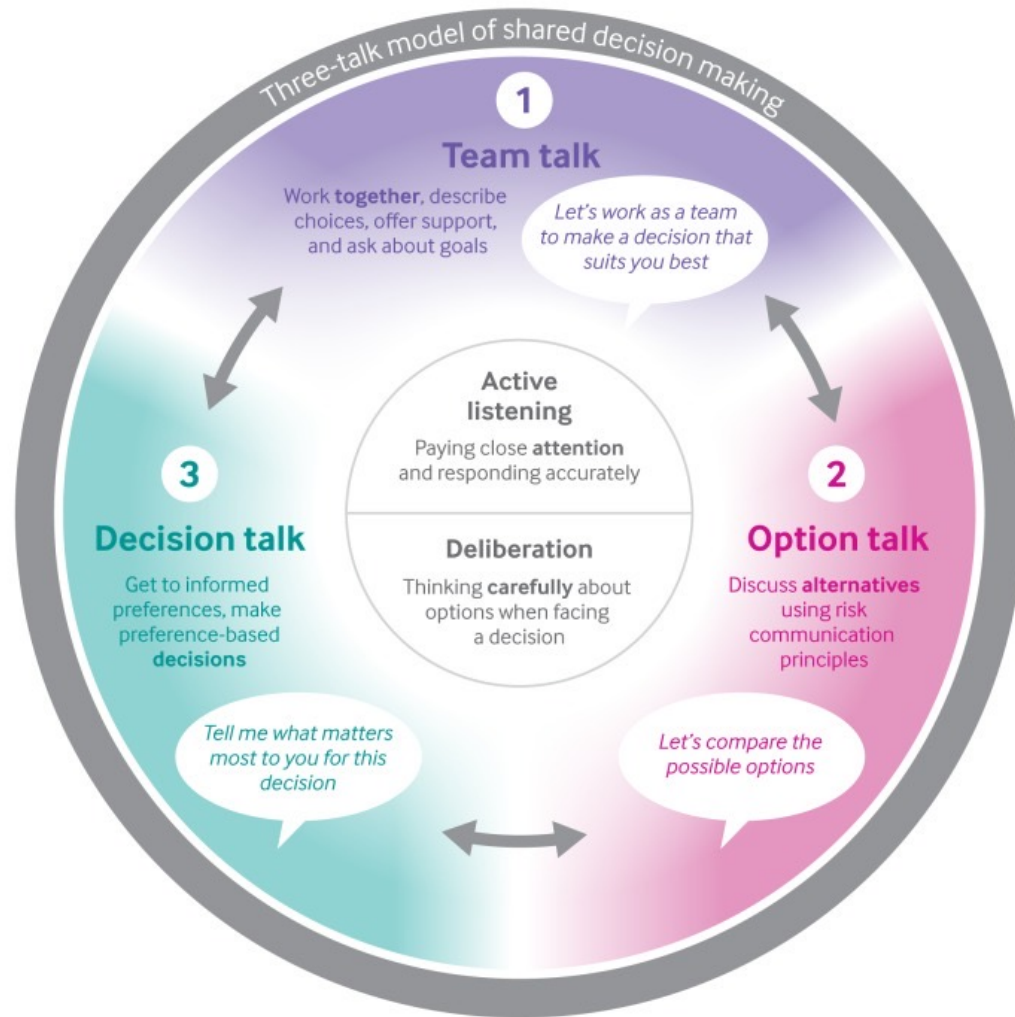 Three-talk model of shared decision making
1
Team talk
Work together, describe
choices, offer support,
and ask about goals
Let's work as a team
to make a decision that
suits you best
Active
listening
Paying close attention
and responding accurately
Deliberation
Thinking carefully about
options when facing
a decision
2
Option talk
Discuss alternatives
using risk
communication
principles
Let's compare the
possible options
3
Decision talk
Get to informed
preferences, make
preference-based
decisions
Tell me what matters
most to you for this
decision